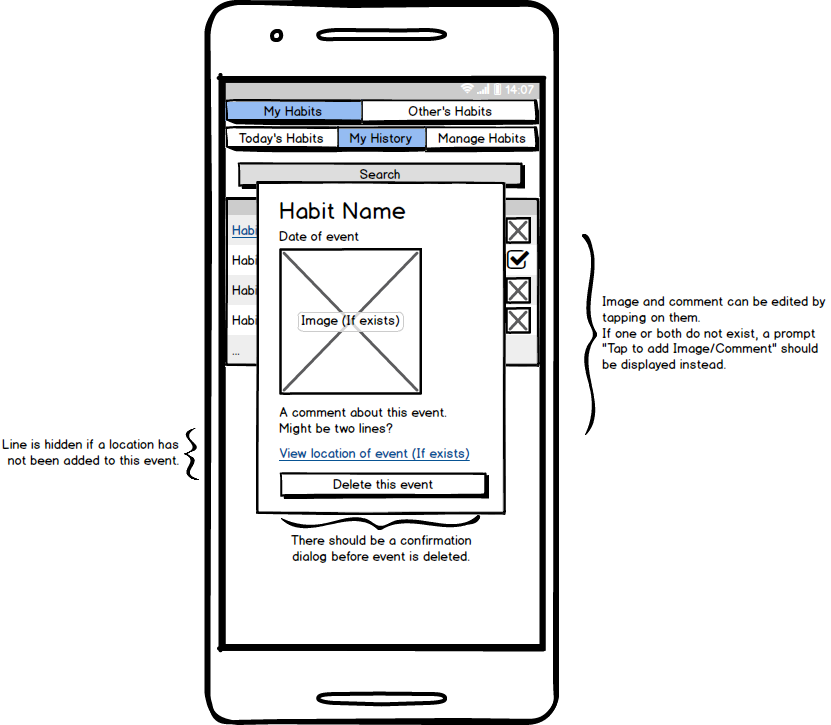 14:07
My Habits
Other's Habits
Today's Habits
My History
Manage Habits
Search
Habi
Habi
Habi
Habi
...
Habit Name
Date of event
Image (If exists)
A comment about this event.
Might be two lines?
View location of event (If exists)
Delete this event
Image and comment can be edited by
tapping on them.
If one or both do not exist, a prompt
"Tap to add Image/Comment" should
be displayed instead.
Line is hidden if a location has
not been added to this event.
There should be a confirmation
dialog before event is deleted.